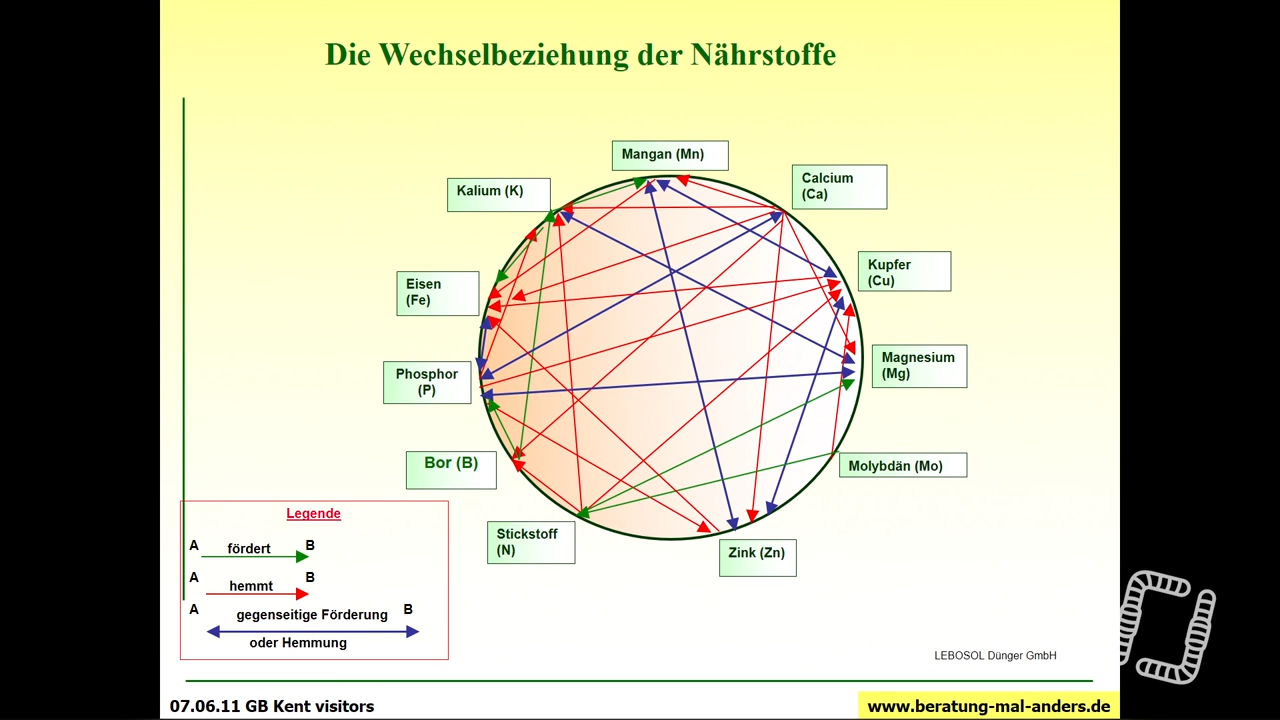 Die Wechselbeziehung der Nährstoffe
Mangan (Mn)
Calcium
(Ca)
Kalium (K)
Kupfer
(Cu)
Eisen
(Fe)
Magnesium
(Mg)
Phosphor
(P)
Bor (B)
Molybdän (Mo)
Stickstoff
(N)
Zink (Zn)
Legende
A fördert B
A hemmt B
A gegenseitige Förderung B
oder Hemmung
LEBOSOL Dünger GmbH
07.06.11 GB Kent visitors
www.beratung-mal-anders.de